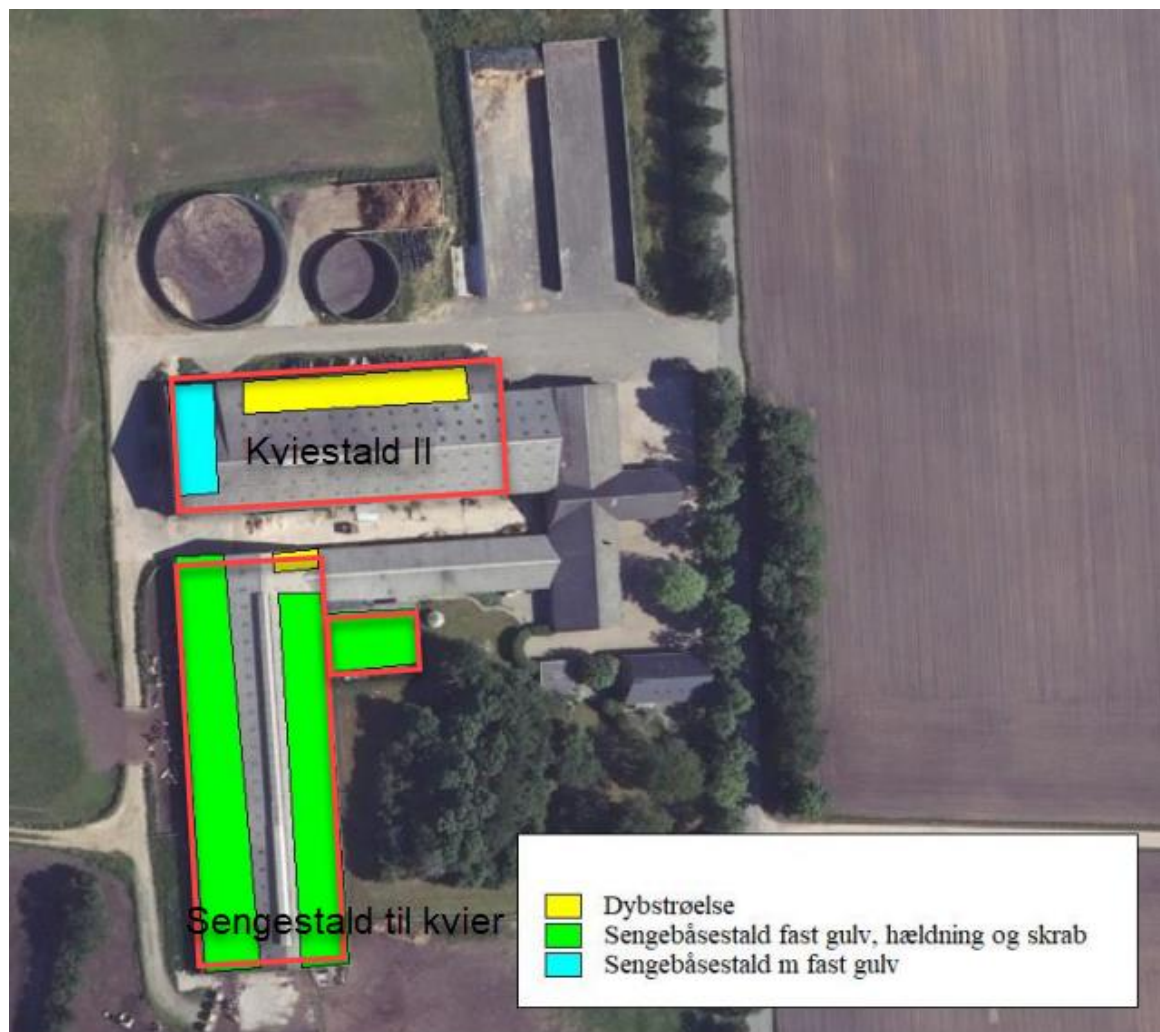 Kviestald II
Sengestald til kvier
Dybstrøelse
Sengebåsestald fast gulv, hældning og skrab
Sengebåsestald m fast gulv